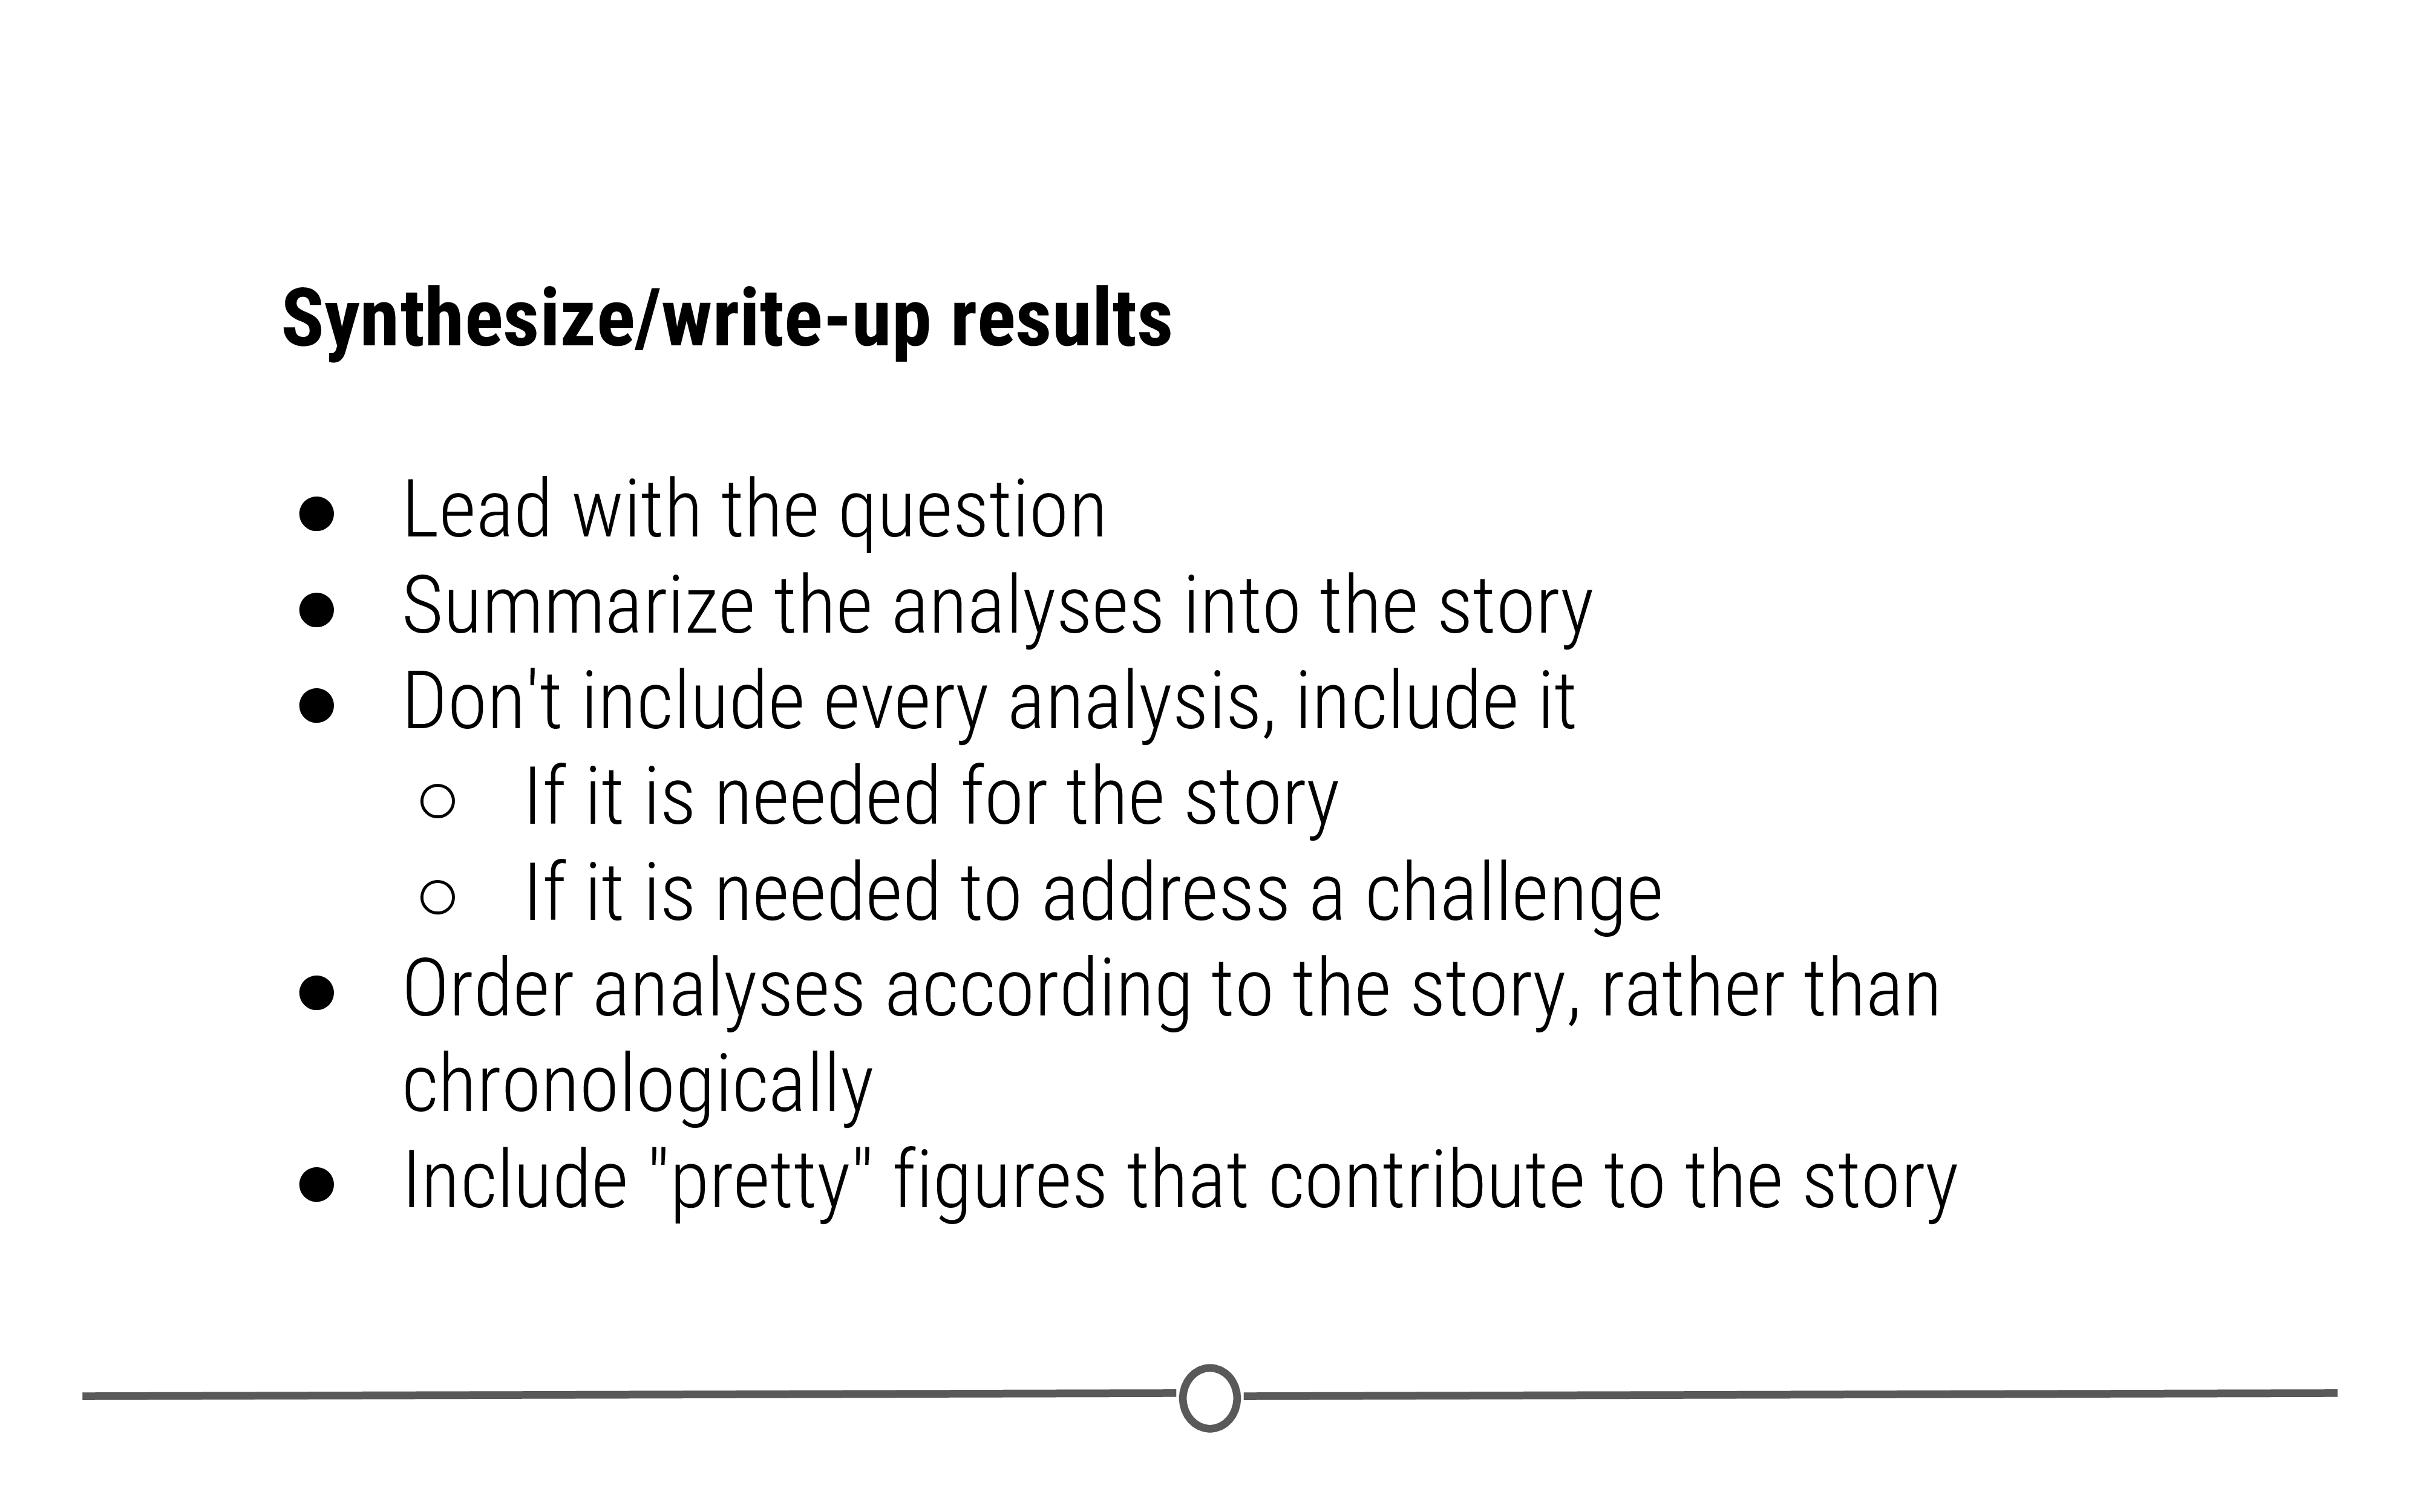 Synthesize/write-up results
● Lead with the question
● Summarize the analyses into the story
● Don't include every analysis, include it
○ If it is needed for the story
○ If it is needed to address a challenge
● Order analyses according to the story, rather than
chronologically
● Include "pretty" figures that contribute to the story